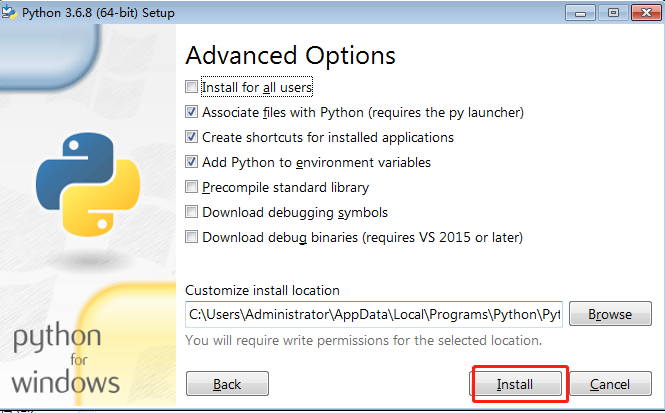 Python 3.6.8 (64-bit) Setup
Advanced Options
Install for all users
Associate files with Python (requires the py launcher)
Create shortcuts for installed applications
Add Python to environment variables
Precompile standard library
Download debugging symbols
Download debug binaries (requires VS 2015 or later)
Customize install location
C:\Users\Administrator\AppData\Local\Programs\Python\Pyt
Browse
You will require write permissions for the selected location.
python
for
windows
Back
Install
Cancel